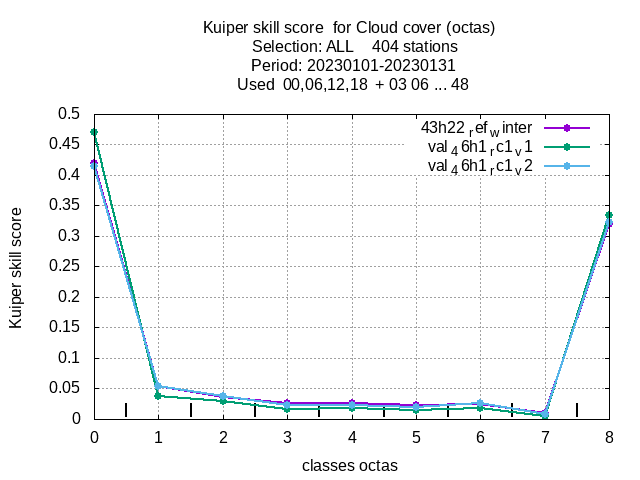 Kuiper skill score for Cloud cover (octas)
Selection: ALL 404 stations
Period: 20230101-20230131
Used 00,06,12,18 + 03 06 ... 48
43h22refwinter
val46h1rc1v1
val46h1rc1v2
0.5
0.45
0.4
0.35
0.3
0.25
0.2
0.15
0.1
0.05
0
Kuiper skill score
0 1 2 3 4 5 6 7 8
classes octas